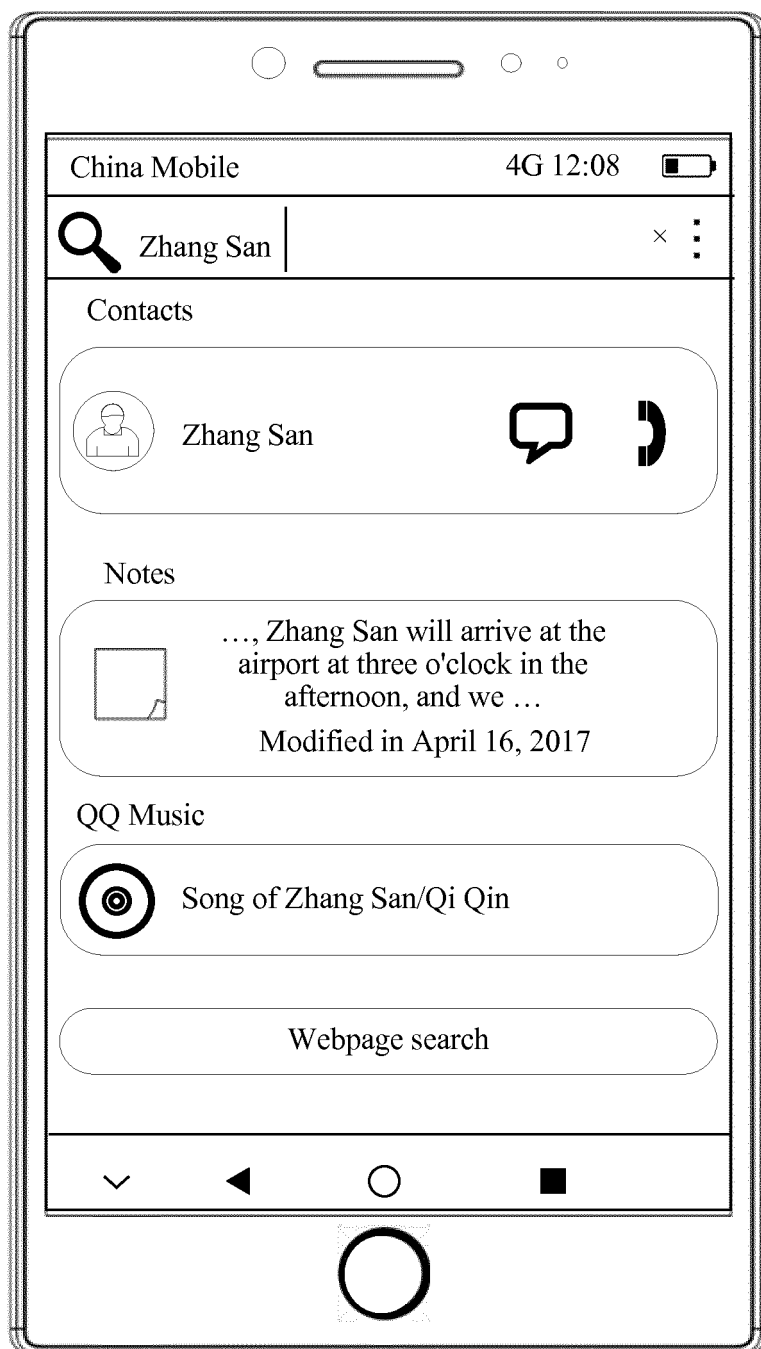 China Mobile 4G 12:08
Zhang San ×
Contacts
Zhang San
Notes
…, Zhang San will arrive at the
airport at three o'clock in the
afternoon, and we …
Modified in April 16, 2017
QQ Music
Song of Zhang San/Qi Qin
Webpage search